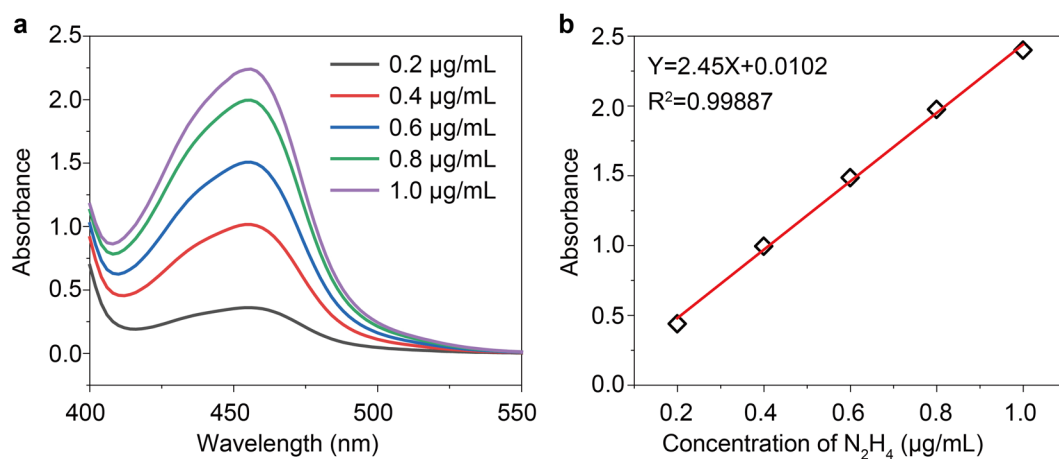 a
2.5
2.0
1.5
1.0
0.5
0.0
Absorbance
0.2 µg/mL
0.4 µg/mL
0.6 µg/mL
0.8 µg/mL
1.0 µg/mL
400
450
500
550
Wavelength (nm)
b
2.5
2.0
1.5
1.0
0.5
0.0
Absorbance
Y=2.45X+0.0102
R²=0.99887
0.2
0.4
0.6
0.8
1.0
Concentration of N₂H₄ (µg/mL)